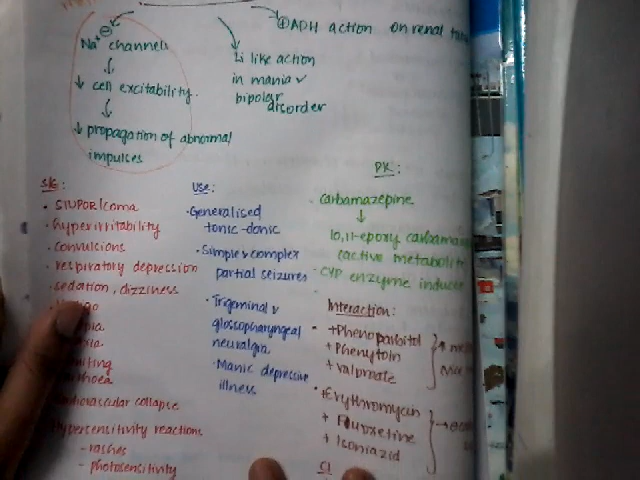 ⊕ADH action on renal
⊖
Na⁺ channels
↓
↓ cell excitability.
↓
↓ propagation of abnormal
impulses
Li like action
in mania &
bipolar
disorder
S/E:
• Stupor/coma
• hyperirritability
• convulsions
• respiratory depression
• sedation, dizziness
cardiovascular collapse
Hypersensitivity reactions
- rashes
- photosensitivity
Use:
• Generalised
tonic-clonic
• Simple & complex
partial seizures
• Trigeminal &
glossopharyngeal
neuralgia
• Manic depressive
illness
PK:
• carbamazepine
↓
10,11-epoxy
(active
• CYP enzyme inducer
Interaction:
• +Phenobarbitol
+ Phenytoin
+ valproate
• +Erythromycin
+ Fluoxetine
+ Isoniazid
CI